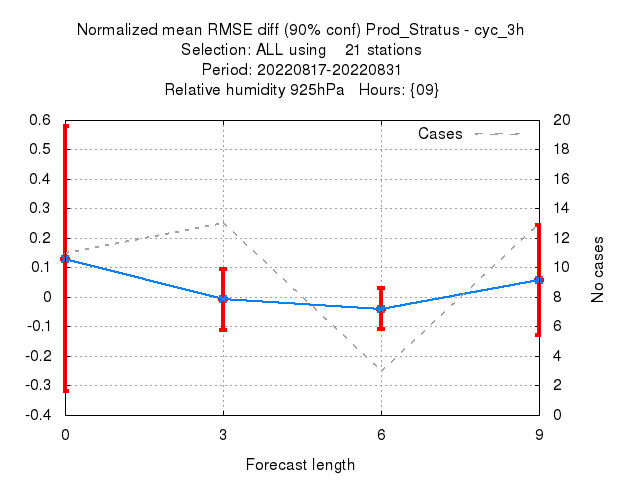 Normalized mean RMSE diff (90% conf) Prod_Stratus - cyc_3h
Selection: ALL using    21 stations
Period: 20220817-20220831
Relative humidity 925hPa   Hours: {09}
0.6
0.5
0.4
0.3
0.2
0.1
0
-0.1
-0.2
-0.3
-0.4
Cases
20
18
16
14
12
10
8
6
4
2
0
No cases
0 3 6 9
Forecast length